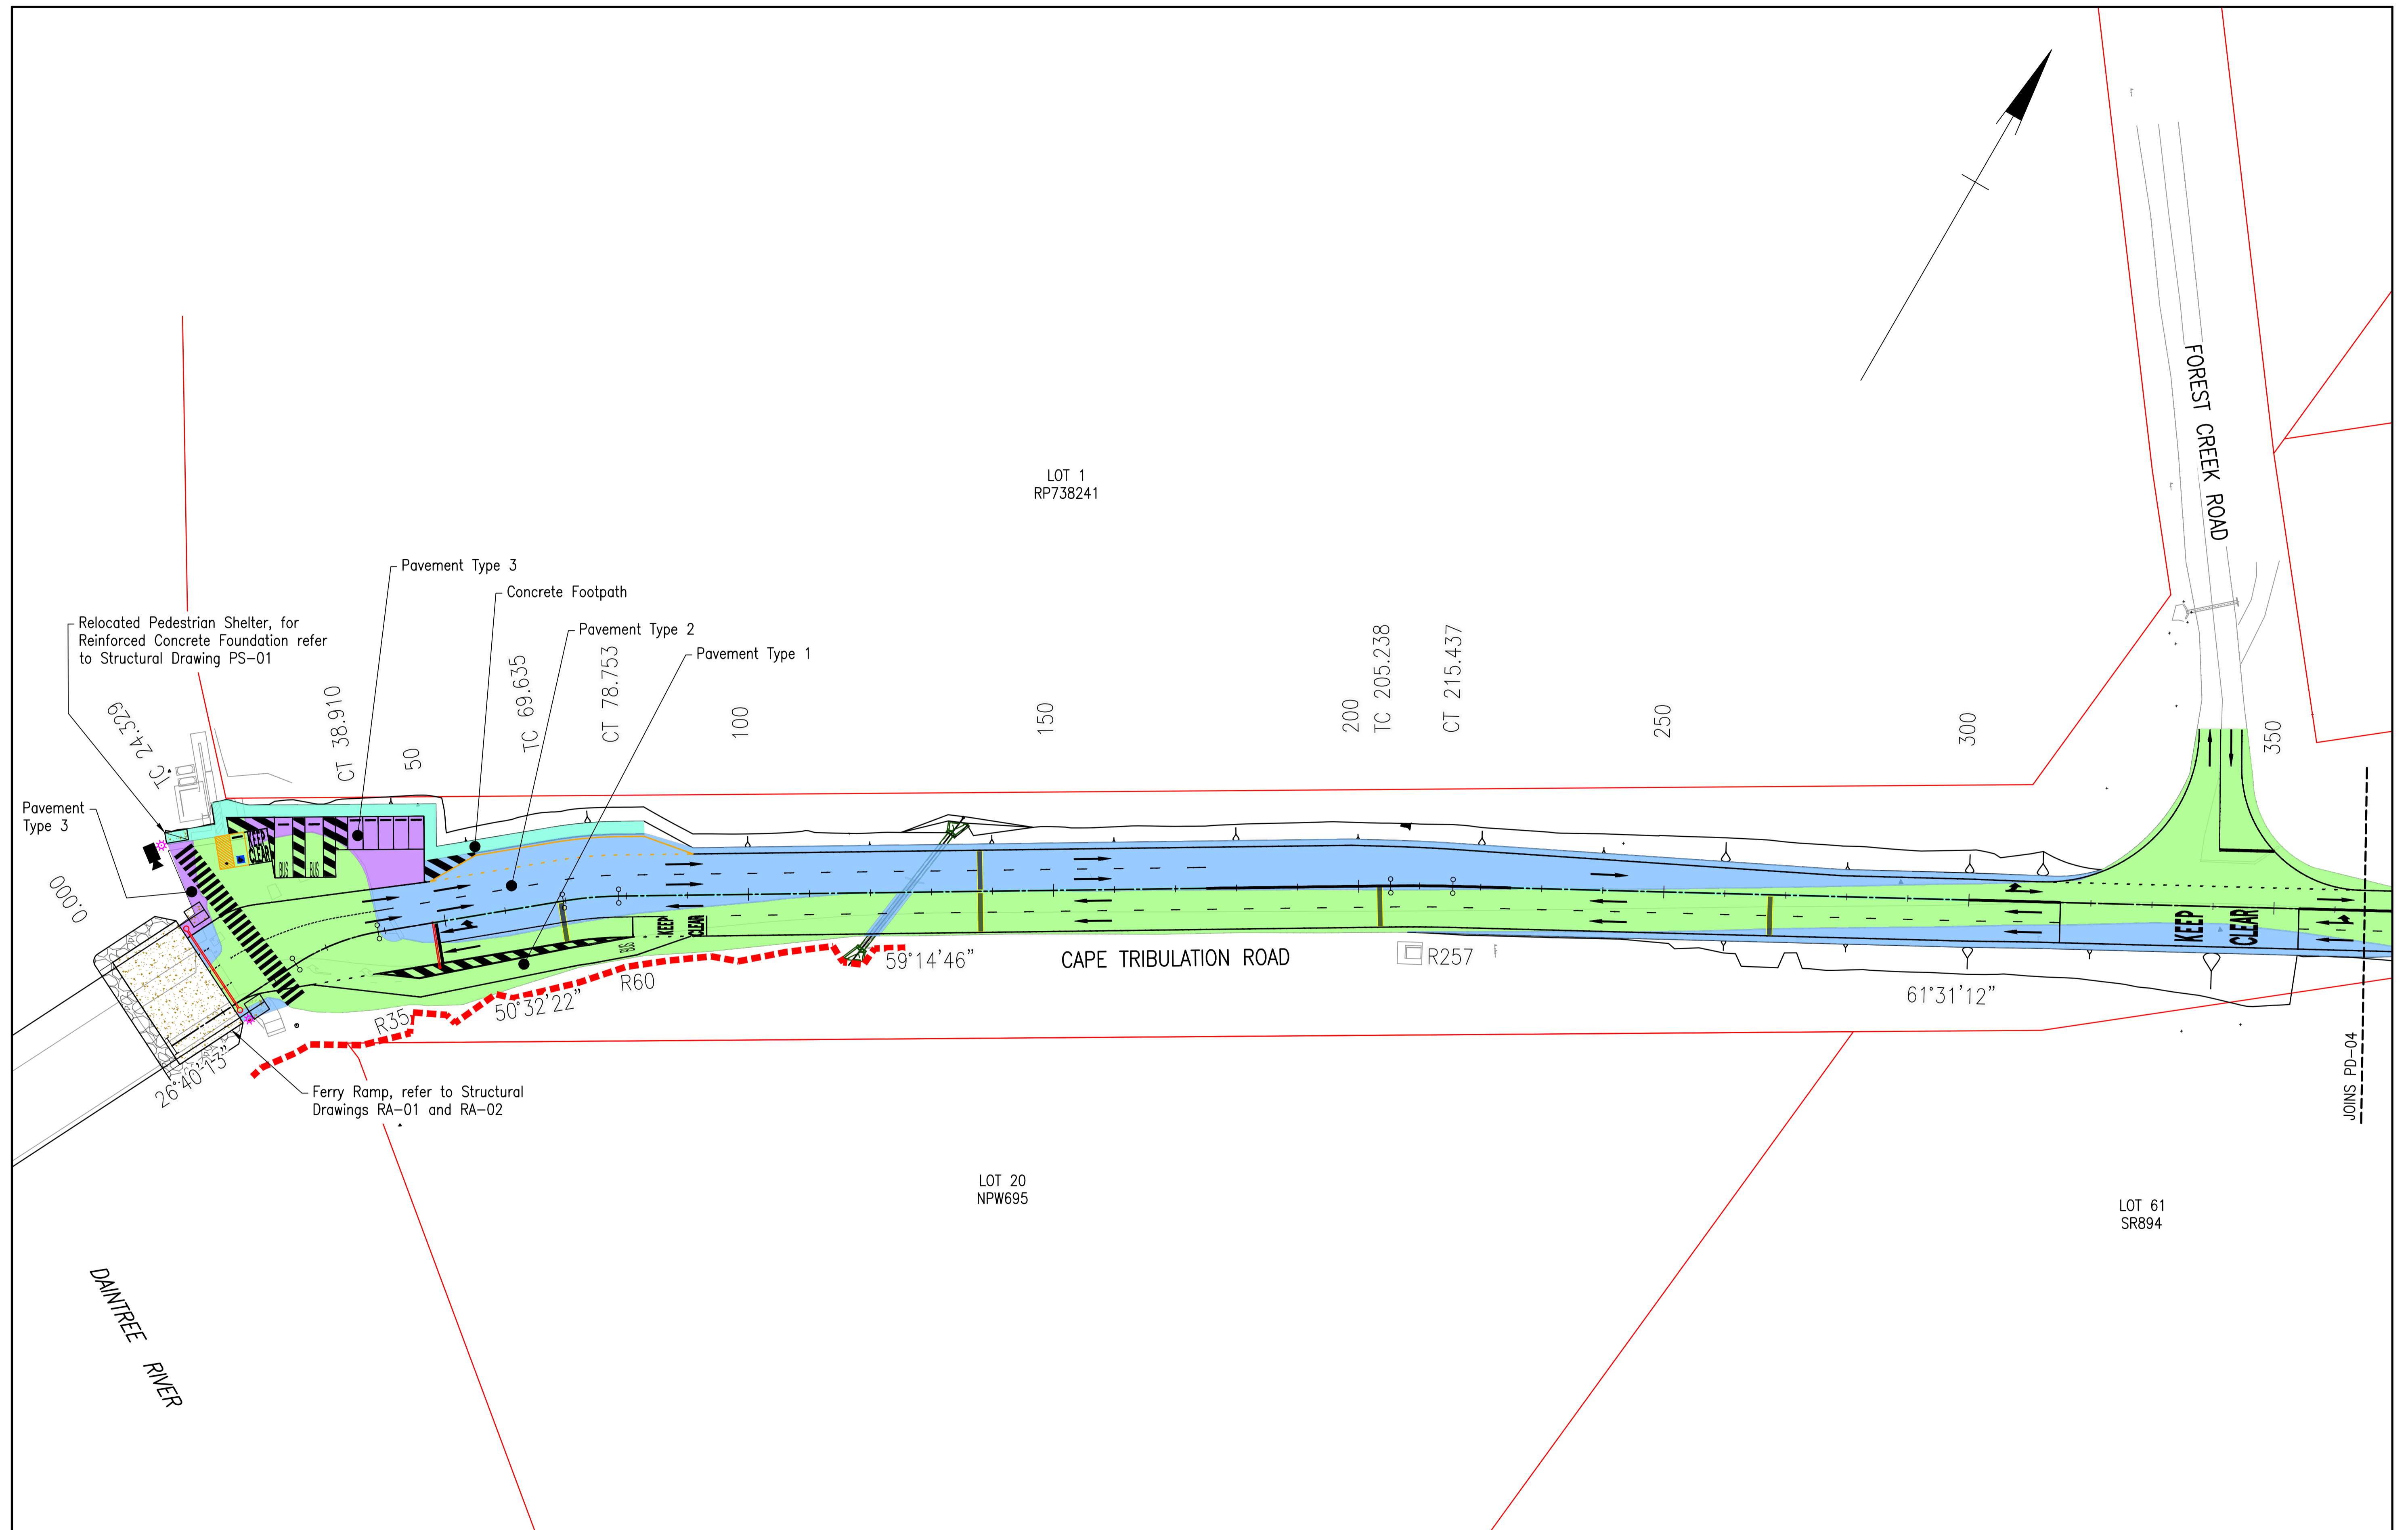 FOREST CREEK ROAD
LOT 1
RP738241
Pavement Type 3
Concrete Footpath
Pavement Type 2
Pavement Type 1
Relocated Pedestrian Shelter, for
Reinforced Concrete Foundation refer
to Structural Drawing PS-01
TC 24.329
CT 38.910
50
TC 69.635
CT 78.753
100
150
200
TC 205.238
CT 215.437
250
300
350
Pavement
Type 3
0.000
KEEP
CLEAR
BUS
BUS
BUS
KEEP
CLEAR
KEEP
CLEAR
59°14'46"
CAPE TRIBULATION ROAD
R257
R60
50°32'22"
R35
61°31'12"
26°40'13"
Ferry Ramp, refer to Structural
Drawings RA-01 and RA-02
JOINS PD-04
LOT 20
NPW695
LOT 61
SR894
DAINTREE RIVER